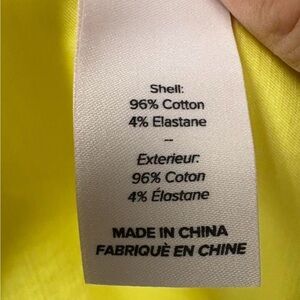 Shell:
96% Cotton
4% Elastane
–
Exterieur:
96% Coton
4% Élastane
MADE IN CHINA
FABRIQUÈ EN CHINE